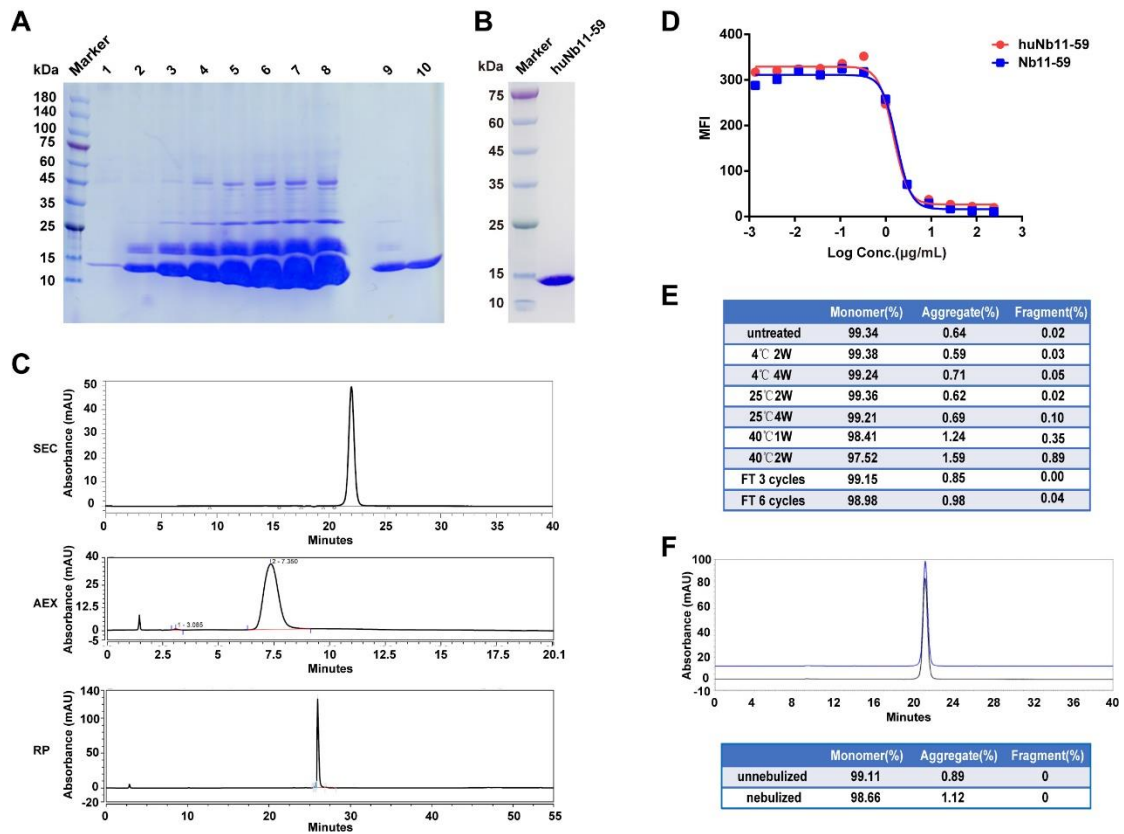 A
Marker
kDa 1 2 3 4 5 6 7 8 9 10
180
140
100
75
60
45
35
25
15
10
B
Marker
huNb11-59
kDa
75
60
45
35
25
15
10
C
SEC
Absorbance (mAU)
50
40
30
20
10
0
0 5 10 15 20 25 30 35 40
Minutes
AEX
Absorbance (mAU)
40
25
12.5
0
-5
1 - 3.085
2 - 7.350
0 2.5 5.0 7.5 10.0 12.5 15.0 17.5 20.1
Minutes
RP
Absorbance (mAU)
140
100
50
0
-20
0 10 20 30 40 50 55
Minutes
D
MFI
400
300
200
100
0
-3 -2 -1 0 1 2 3
Log Conc.(μg/mL)
huNb11-59
Nb11-59
E
Monomer(%) Aggregate(%) Fragment(%)
untreated 99.34 0.64 0.02
4℃ 2W 99.38 0.59 0.03
4℃ 4W 99.24 0.71 0.05
25℃ 2W 99.36 0.62 0.02
25℃4W 99.21 0.69 0.10
40℃1W 98.41 1.24 0.35
40℃2W 97.52 1.59 0.89
FT 3 cycles 99.15 0.85 0.00
FT 6 cycles 98.98 0.98 0.04
F
Absorbance (mAU)
100
80
60
40
20
0
-10
0 4 8 12 16 20 24 28 32 36 40
Minutes
Monomer(%) Aggregate(%) Fragment(%)
unnebulized 99.11 0.89 0
nebulized 98.66 1.12 0